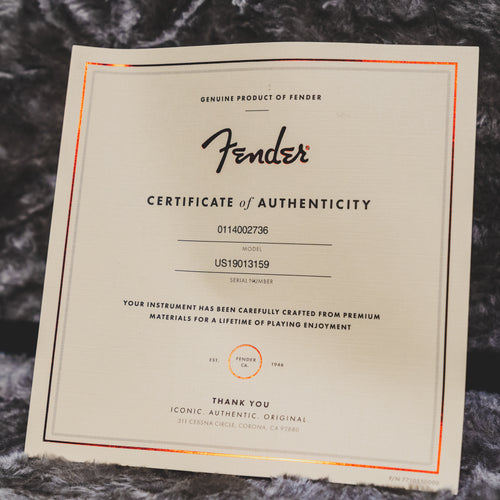 GENUINE PRODUCT OF FENDER
Fender
CERTIFICATE of AUTHENTICITY
0114002736
MODEL
US19013159
SERIAL NUMBER
YOUR INSTRUMENT HAS BEEN CAREFULLY CRAFTED FROM PREMIUM
MATERIALS FOR A LIFETIME OF PLAYING ENJOYMENT
EST. FENDER CA. 1946
THANK YOU
ICONIC. AUTHENTIC. ORIGINAL
311 CESSNA CIRCLE, CORONA, CA 92880
P/N 7710550000